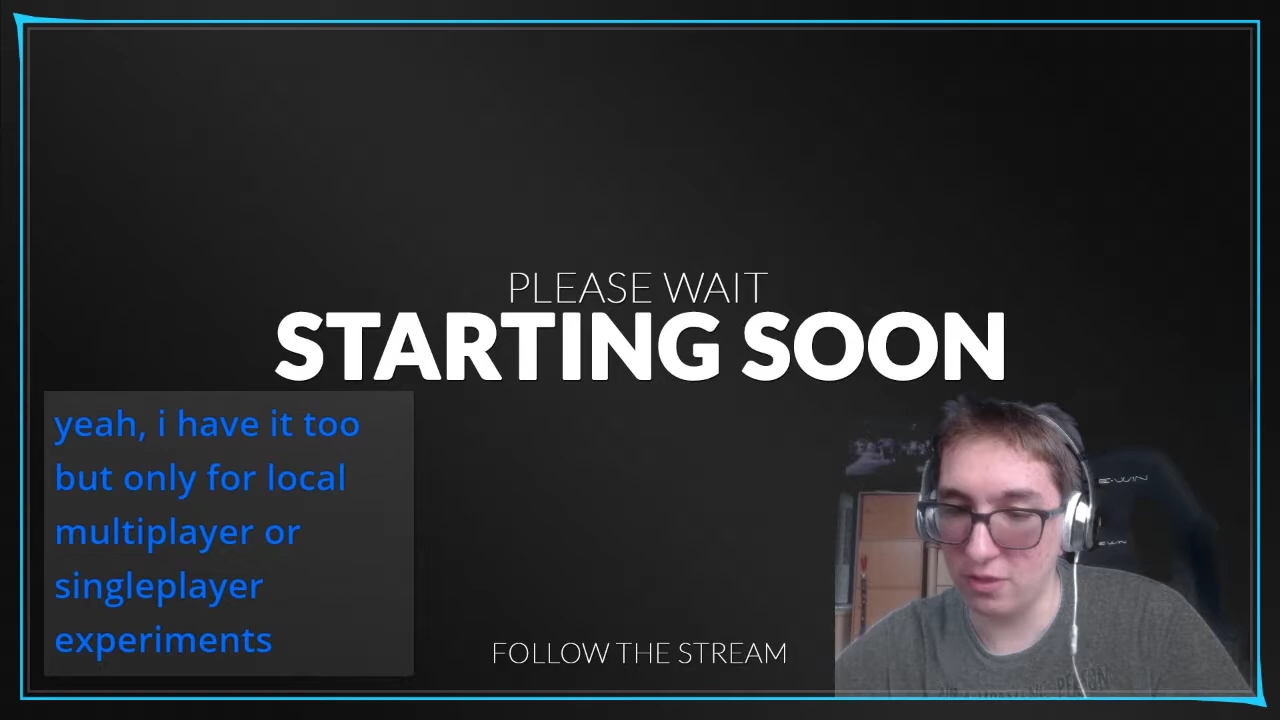 PLEASE WAIT
STARTING SOON
yeah, i have it too
but only for local
multiplayer or
singleplayer
experiments
FOLLOW THE STREAM
E-WIN